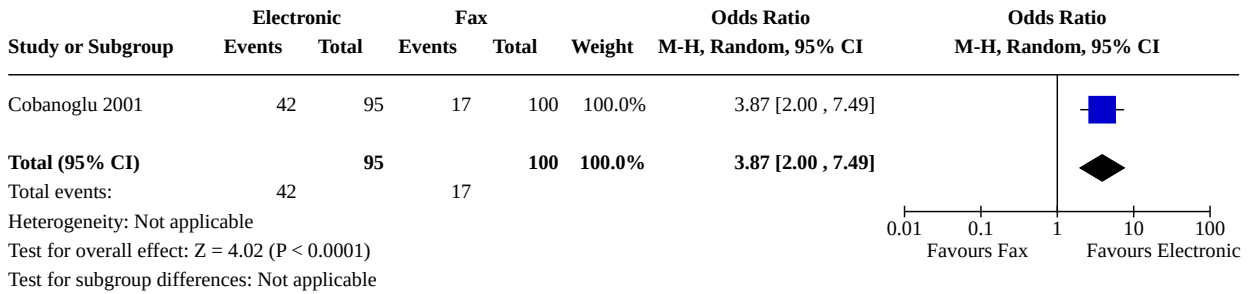 Electronic Fax Odds Ratio Odds Ratio
Study or Subgroup Events Total Events Total Weight M-H, Random, 95% CI M-H, Random, 95% CI
Cobanoglu 2001 42 95 17 100 100.0% 3.87 [2.00 , 7.49]
Total (95% CI) 95 100 100.0% 3.87 [2.00 , 7.49]
Total events: 42 17
Heterogeneity: Not applicable
Test for overall effect: Z = 4.02 (P < 0.0001)
Test for subgroup differences: Not applicable
0.01 0.1 1 10 100
Favours Fax Favours Electronic